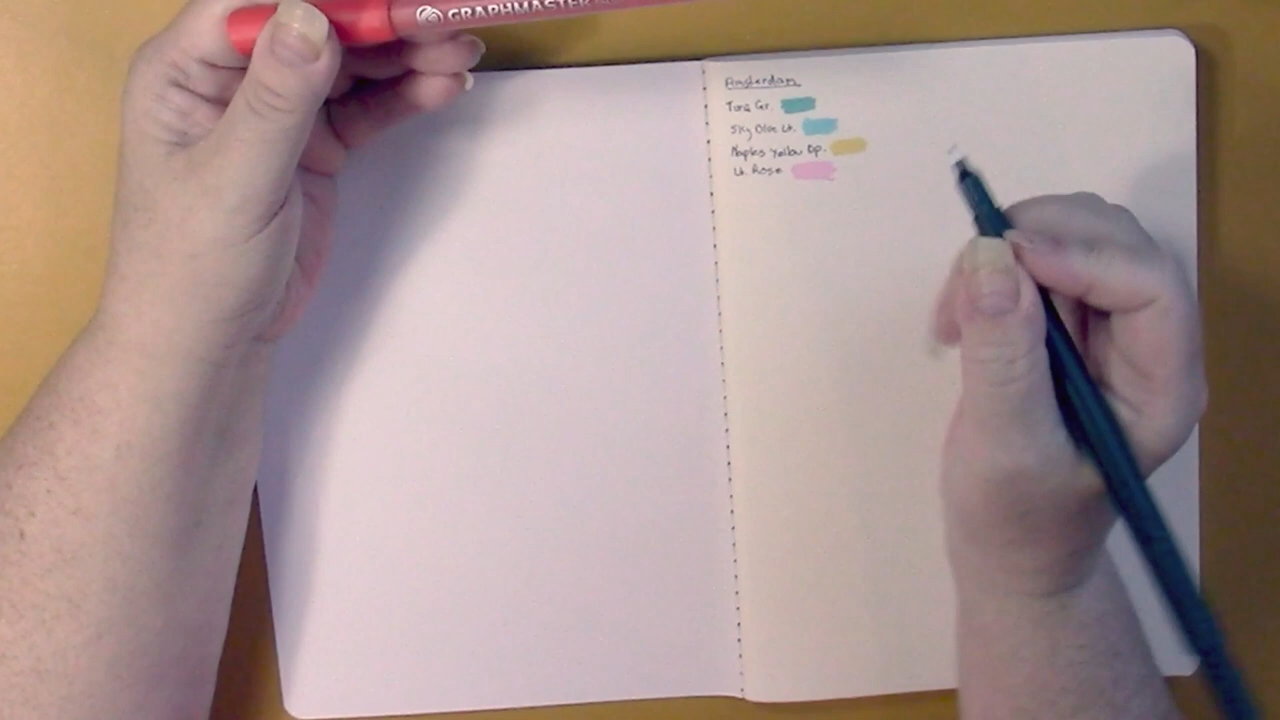 GRAPHMASTER
Amsterdam
Turq Gr.
Sky Blue Lt.
Naples Yellow Op.
Lt. Rose